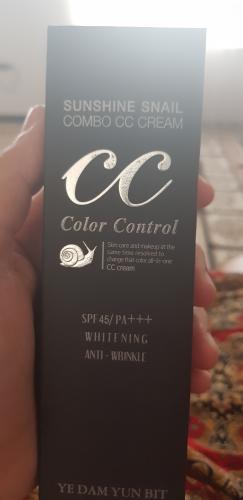 SUNSHINE SNAIL
COMBO CC CREAM
CC
Color Control
Skin care and makeup at the
same time resolved to
change that color all-in-one
CC cream
SPF 45/ PA+++
WHITENING
ANTI - WRINKLE
YE DAM YUN BIT